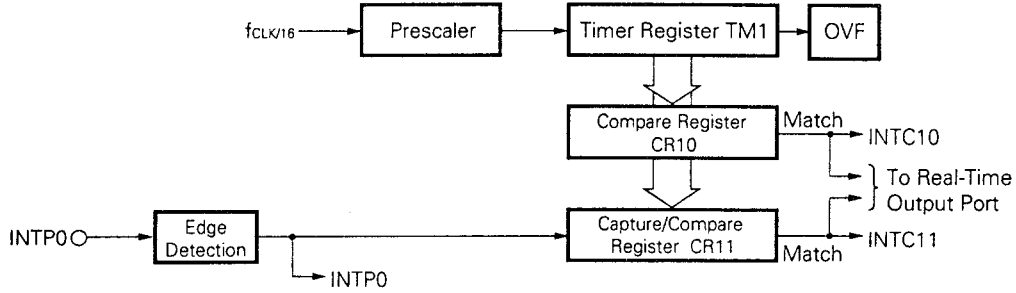 fCLK/16
Prescaler
Timer Register TM1
OVF
Compare Register
CR10
Match
INTC10
To Real-Time
Output Port
INTP0
Edge
Detection
Capture/Compare
Register CR11
Match
INTC11
INTP0